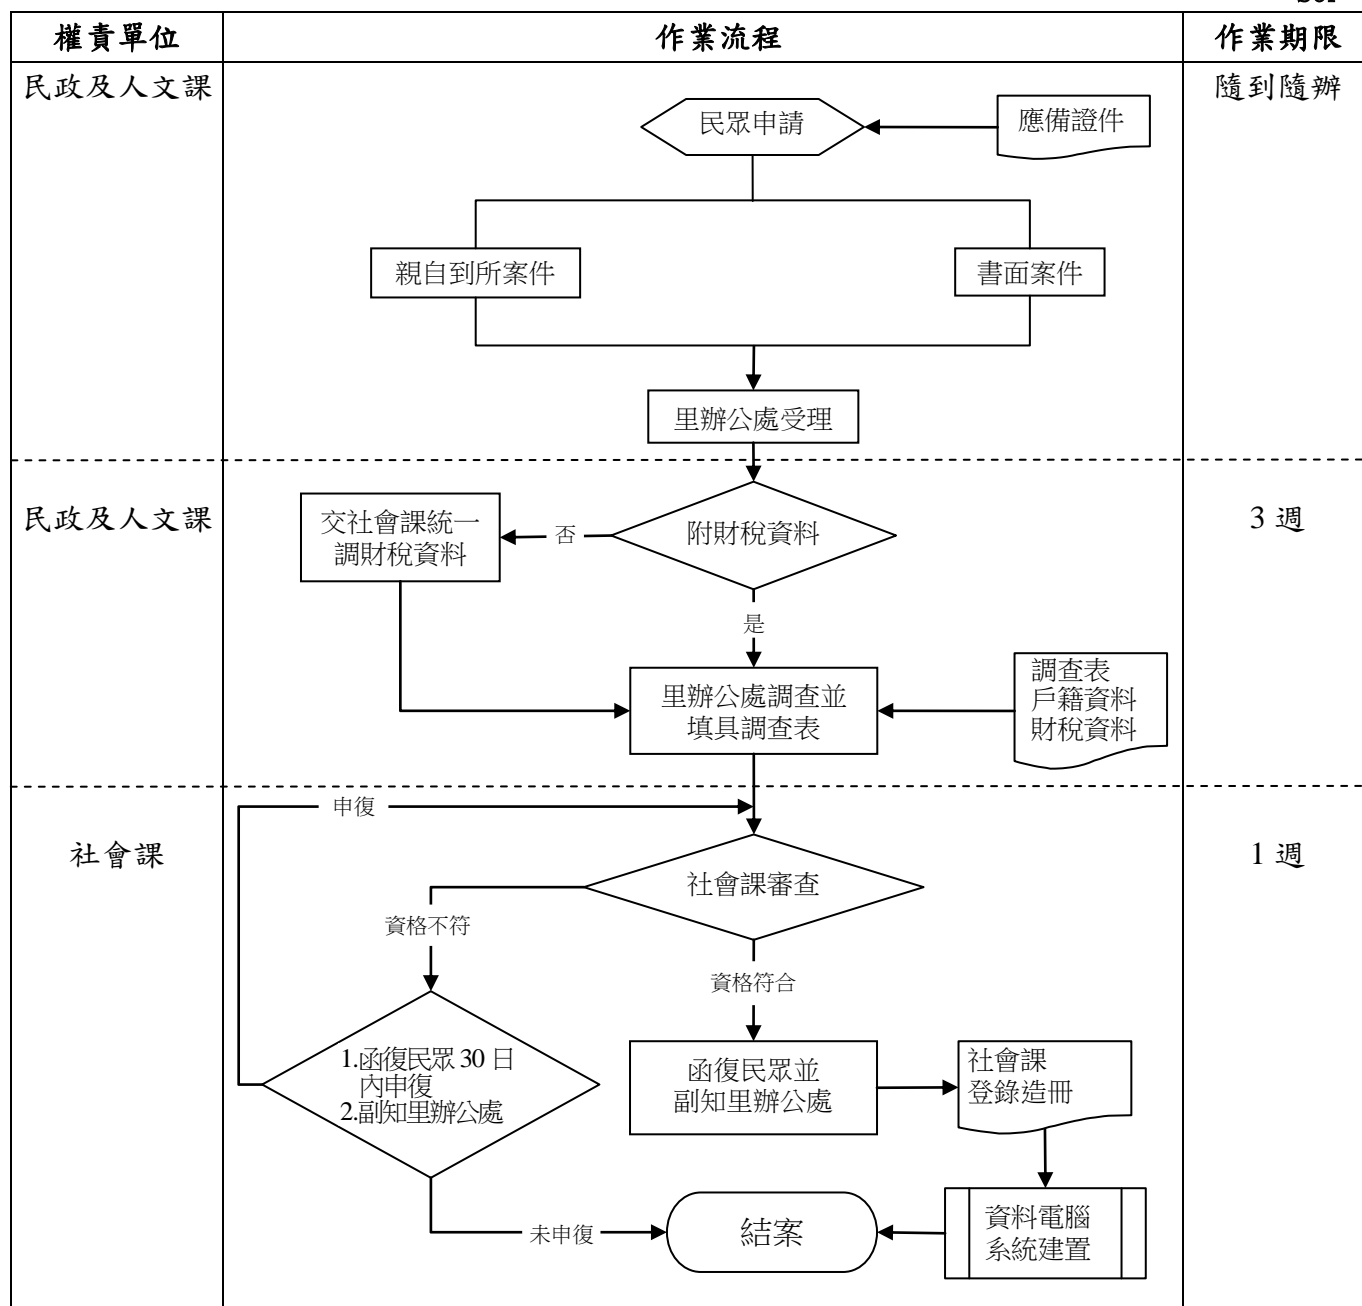 權責單位
作業流程
作業期限
民政及人文課
隨到隨辦
民眾申請
應備證件
親自到所案件
書面案件
里辦公處受理
民政及人文課
3 週
交社會課統一
調財稅資料
否
附財稅資料
是
里辦公處調查並
填具調查表
調查表
戶籍資料
財稅資料
申復
社會課
1 週
社會課審查
資格不符
資格符合
1.函復民眾 30 日
內申復
2.副知里辦公處
函復民眾並
副知里辦公處
社會課
登錄造冊
未申復
結案
資料電腦
系統建置